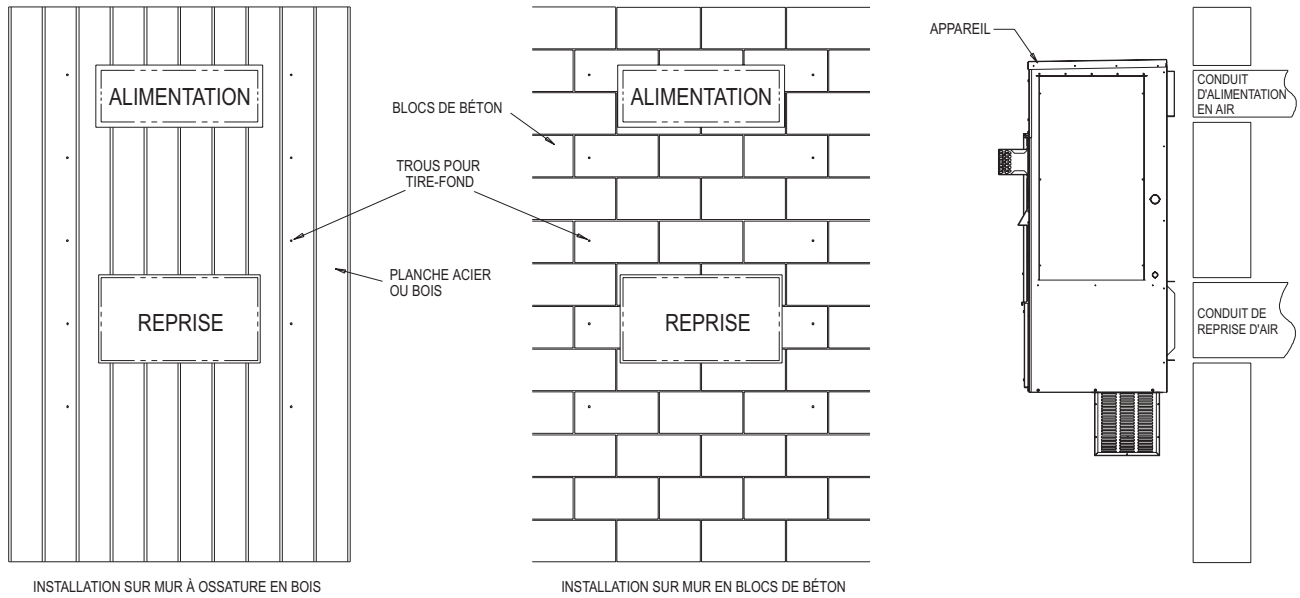 ALIMENTATION
REPRISE
INSTALLATION SUR MUR À OSSATURE EN BOIS
BLOCS DE BÉTON
TROUS POUR
TIRE-FOND
PLANCHE ACIER
OU BOIS
ALIMENTATION
REPRISE
INSTALLATION SUR MUR EN BLOCS DE BÉTON
APPAREIL
CONDUIT
D'ALIMENTATION
EN AIR
CONDUIT DE
REPRISE D'AIR